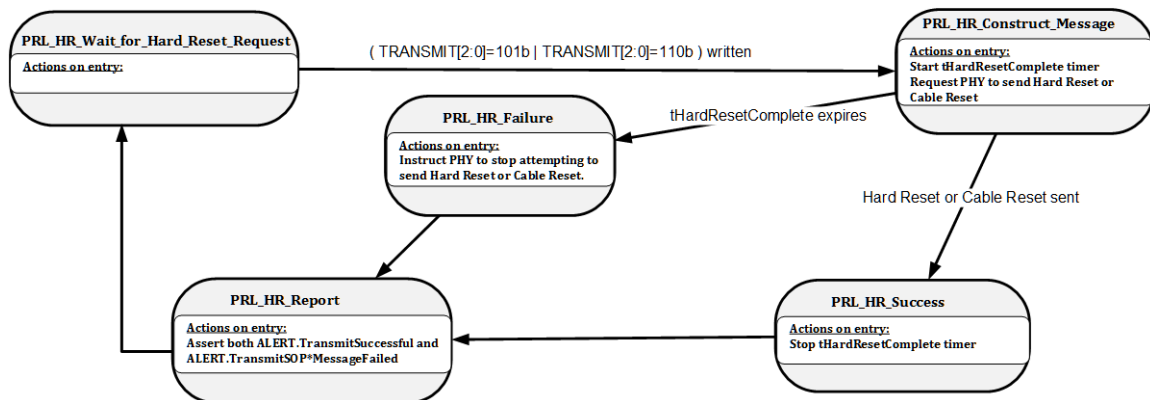 PRL_HR_Wait_for_Hard_Reset_Request
Actions on entry:
( TRANSMIT[2:0]=101b | TRANSMIT[2:0]=110b ) written
PRL_HR_Construct_Message
Actions on entry:
Start tHardResetComplete timer
Request PHY to send Hard Reset or
Cable Reset
tHardResetComplete expires
PRL_HR_Failure
Actions on entry:
Instruct PHY to stop attempting to
send Hard Reset or Cable Reset.
Hard Reset or Cable Reset sent
PRL_HR_Report
Actions on entry:
Assert both ALERT.TransmitSuccessful and
ALERT.TransmitSOP*MessageFailed
PRL_HR_Success
Actions on entry:
Stop tHardResetComplete timer